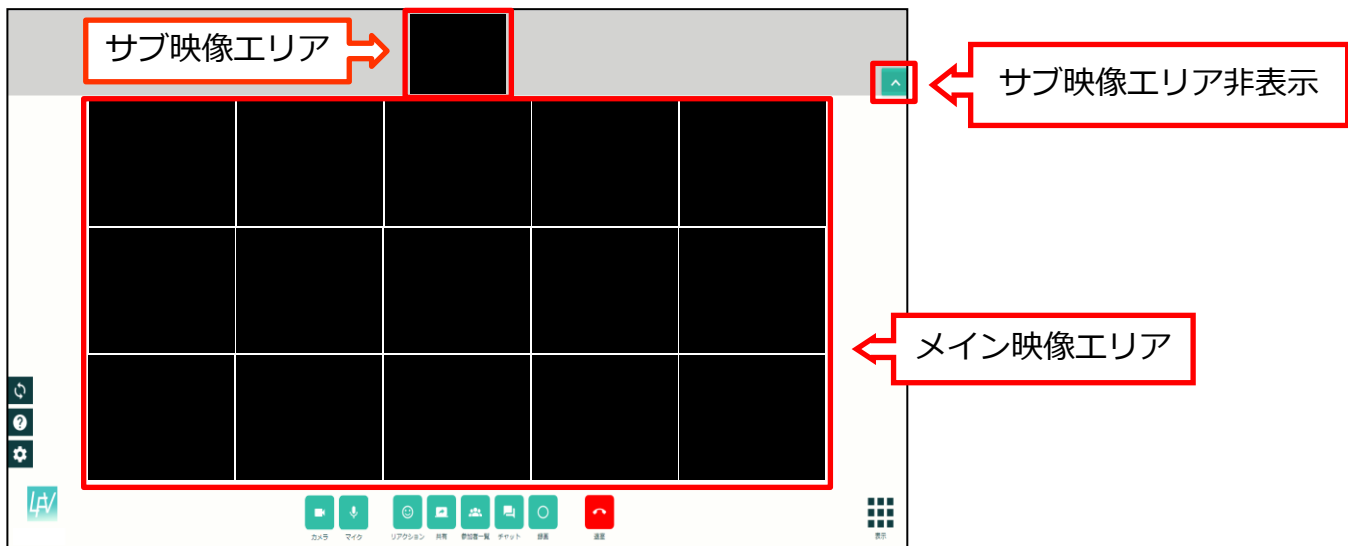 サブ映像エリア
サブ映像エリア非表示
メイン映像エリア
カメラ
マイク
リアクション
共有
参加者一覧
チャット
録画
退室
表示